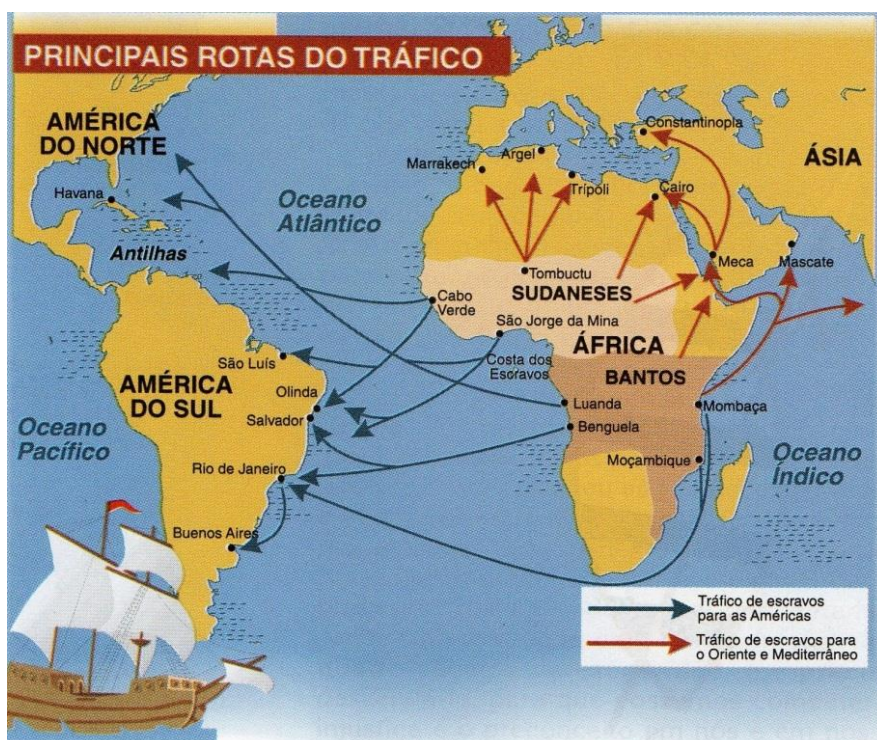 PRINCIPAIS ROTAS DO TRÁFICO
AMÉRICA
DO NORTE
Havana
Antilhas
Oceano
Atlântico
Constantinopla
ÁSIA
Argel
Marrakech
Trípoli
Cairo
Meca
Mascate
Tombuctu
SUDANESES
Cabo
Verde
São Jorge da Mina
ÁFRICA
Costa dos
Escravos
BANTOS
São Luís
AMÉRICA
DO SUL
Olinda
Salvador
Luanda
Mombaça
Benguela
Oceano
Pacífico
Rio de Janeiro
Moçambique
Oceano
Índico
Buenos Aires
Tráfico de escravos
para as Américas
Tráfico de escravos para
o Oriente e Mediterrâneo